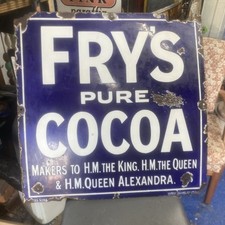 FRY'S
PURE
COCOA
MAKERS TO H.M. THE KING, H.M. THE QUEEN
& H.M. QUEEN ALEXANDRA.